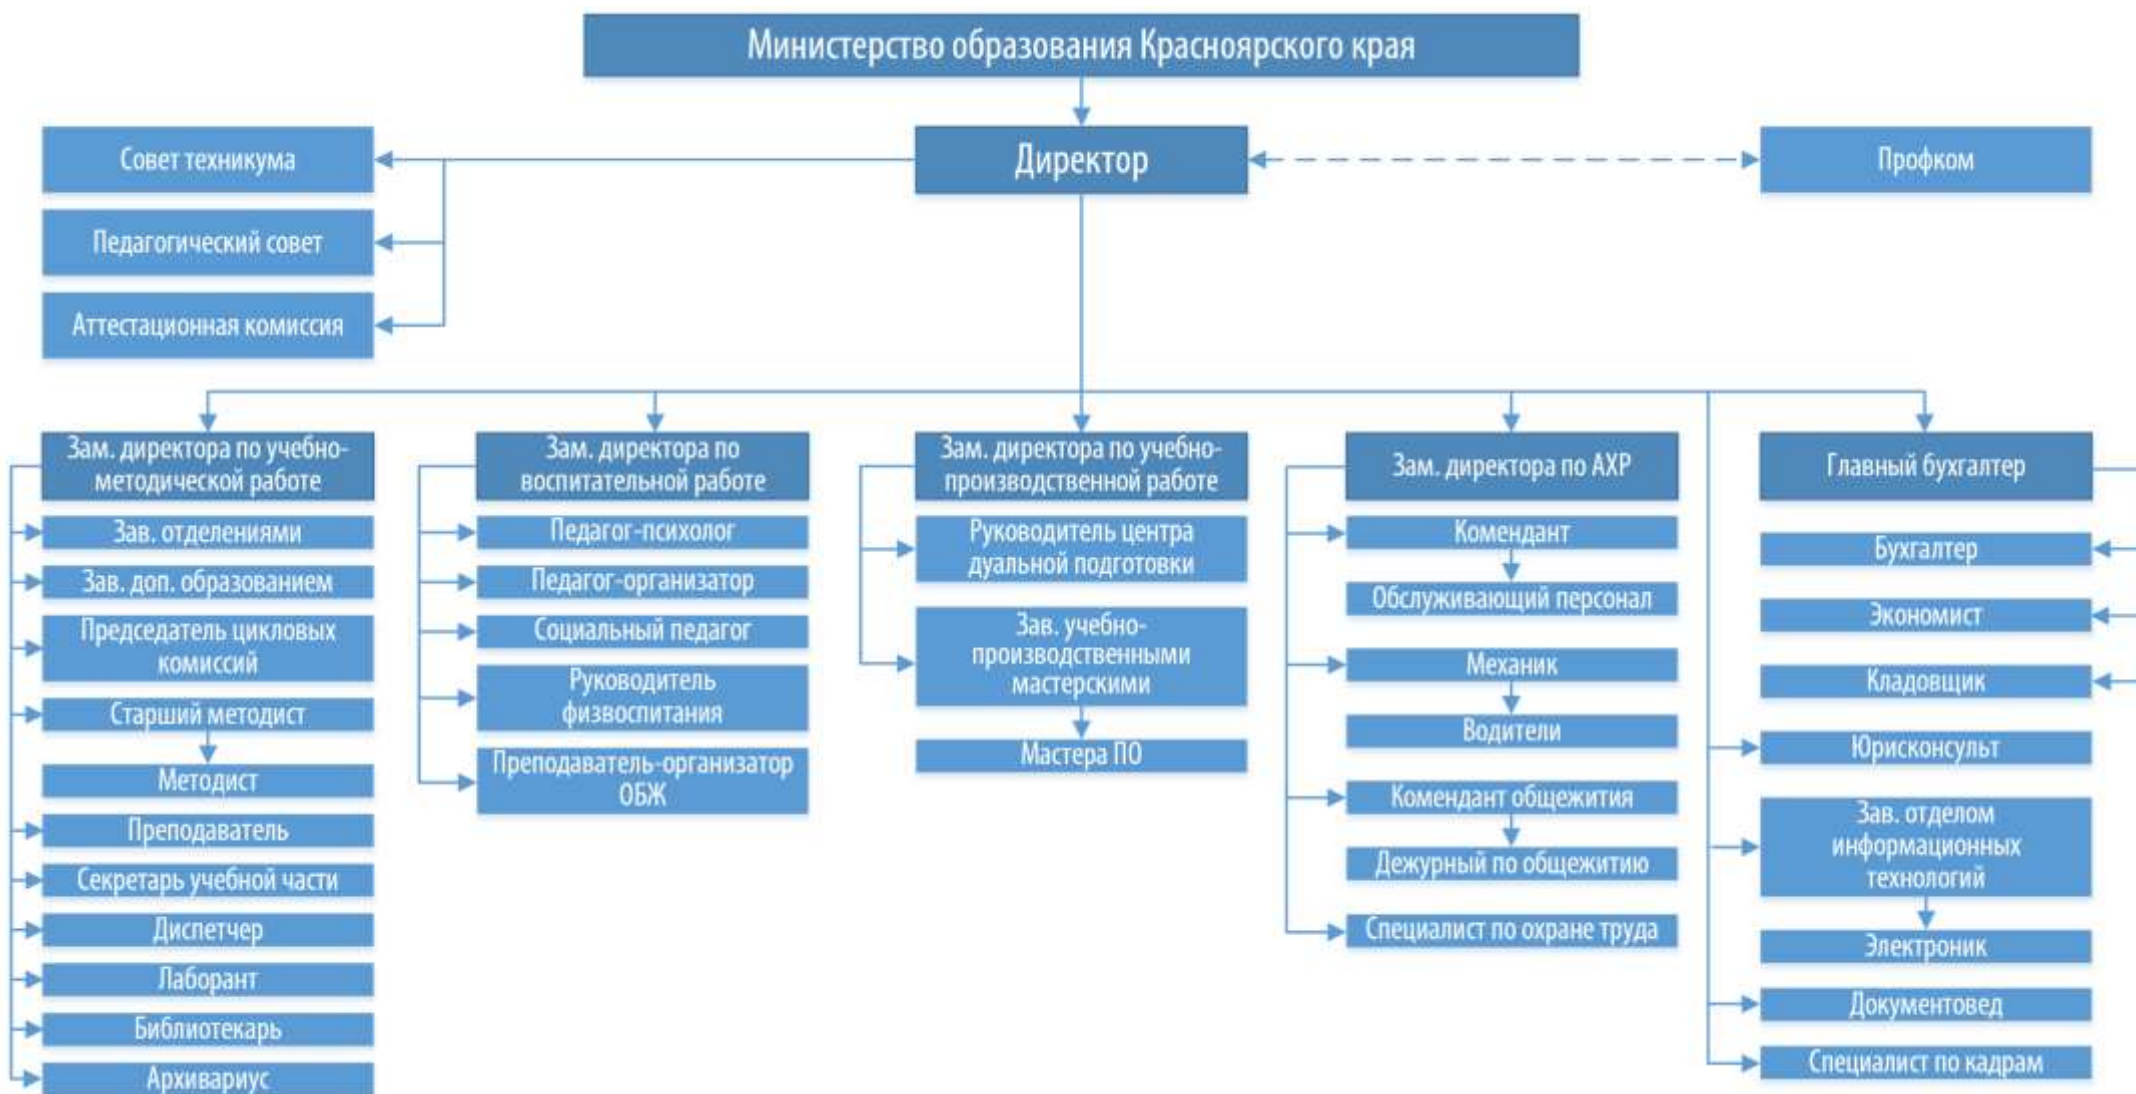 Министерство образования Красноярского края
Совет техникума
Директор
Профком
Педагогический совет
Аттестационная комиссия
Зам. директора по учебно-
методической работе
Зав. отделениями
Зав. доп. образованием
Председатель цикловых
комиссий
Старший методист
Методист
Преподаватель
Секретарь учебной части
Диспетчер
Лаборант
Библиотекарь
Архивариус
Зам. директора по
воспитательной работе
Педагог-психолог
Педагог-организатор
Социальный педагог
Руководитель
физвоспитания
Преподаватель-организатор
ОБЖ
Зам. директора по учебно-
производственной работе
Руководитель центра
дуальной подготовки
Зав. учебно-
производственными
мастерскими
Мастера ПО
Зам. директора по АХР
Комендант
Обслуживающий персонал
Механик
Водители
Комендант общежития
Дежурный по общежитию
Специалист по охране труда
Главный бухгалтер
Бухгалтер
Экономист
Кладовщик
Юрисконсульт
Зав. отделом
информационных
технологий
Электроник
Документовед
Специалист по кадрам